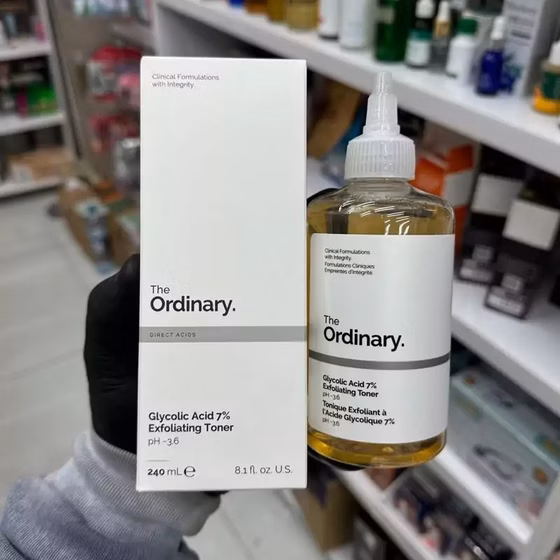 Clinical Formulations
with Integrity.
The
Ordinary.
DIRECT ACIDS
Glycolic Acid 7%
Exfoliating Toner
pH ~3.6
240 mL ℮
8.1 fl. oz. U.S.
Clinical Formulations
with Integrity.
Formulations Cliniques
Empreintes d'intégrité.
The
Ordinary.
Glycolic Acid 7%
Exfoliating Toner
pH ~3.6
Tonique Exfoliant à
l'Acide Glycolique 7%
pH ~3.6